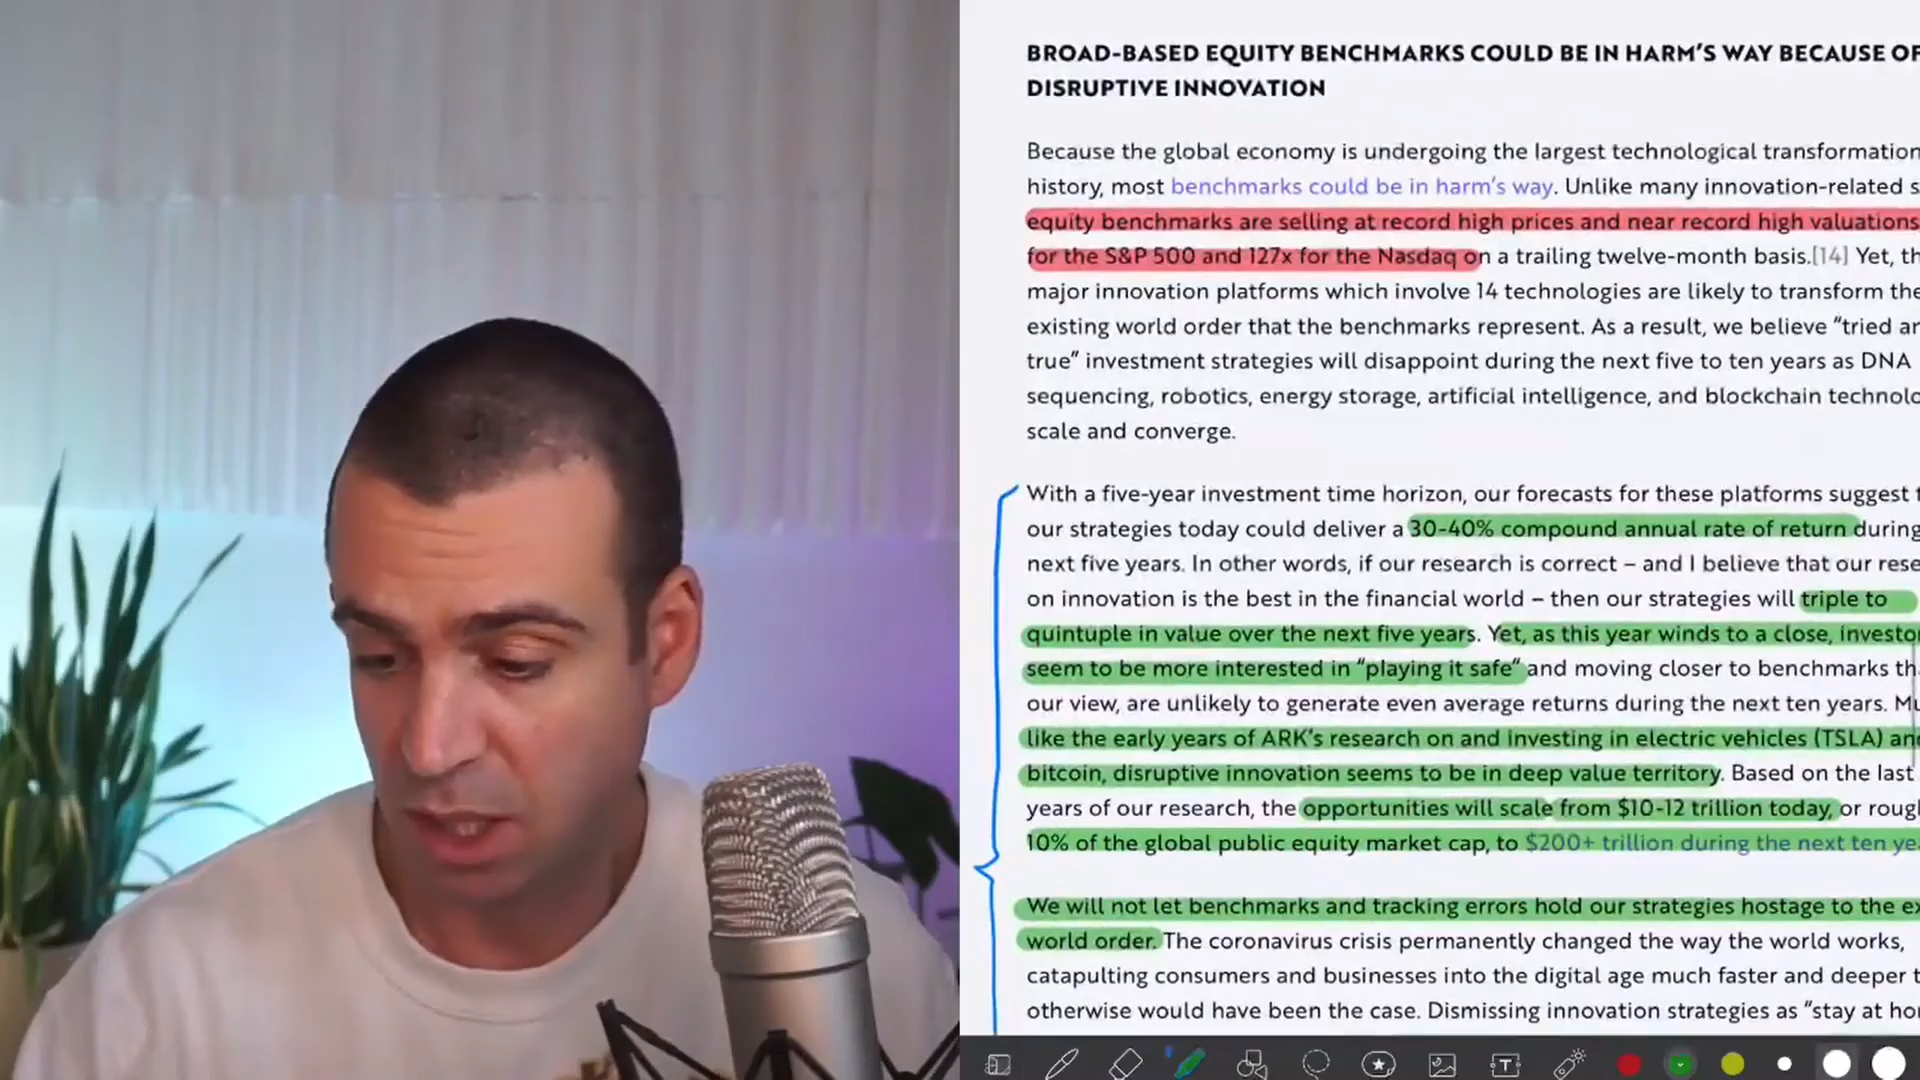 BROAD-BASED EQUITY BENCHMARKS COULD BE IN HARM'S WAY BECAUSE OF
DISRUPTIVE INNOVATION
Because the global economy is undergoing the largest technological transformation
history, most benchmarks could be in harm's way. Unlike many innovation-related
equity benchmarks are selling at record high prices and near record high valuations
for the S&P 500 and 127x for the Nasdaq on a trailing twelve-month basis.[14] Yet,
major innovation platforms which involve 14 technologies are likely to transform the
existing world order that the benchmarks represent. As a result, we believe "tried
true" investment strategies will disappoint during the next five to ten years as DNA
sequencing, robotics, energy storage, artificial intelligence, and blockchain
scale and converge.
With a five-year investment time horizon, our forecasts for these platforms suggest
our strategies today could deliver a 30-40% compound annual rate of return during
next five years. In other words, if our research is correct – and I believe that our
on innovation is the best in the financial world – then our strategies will triple to
quintuple in value over the next five years. Yet, as this year winds to a close,
seem to be more interested in "playing it safe" and moving closer to benchmarks
our view, are unlikely to generate even average returns during the next ten years.
like the early years of ARK's research on and investing in electric vehicles (TSLA)
bitcoin, disruptive innovation seems to be in deep value territory. Based on the last
years of our research, the opportunities will scale from $10-12 trillion today, or
10% of the global public equity market cap, to $200+ trillion during the next ten
We will not let benchmarks and tracking errors hold our strategies hostage to the
world order. The coronavirus crisis permanently changed the way the world works,
catapulting consumers and businesses into the digital age much faster and deeper
otherwise would have been the case. Dismissing innovation strategies as "stay at